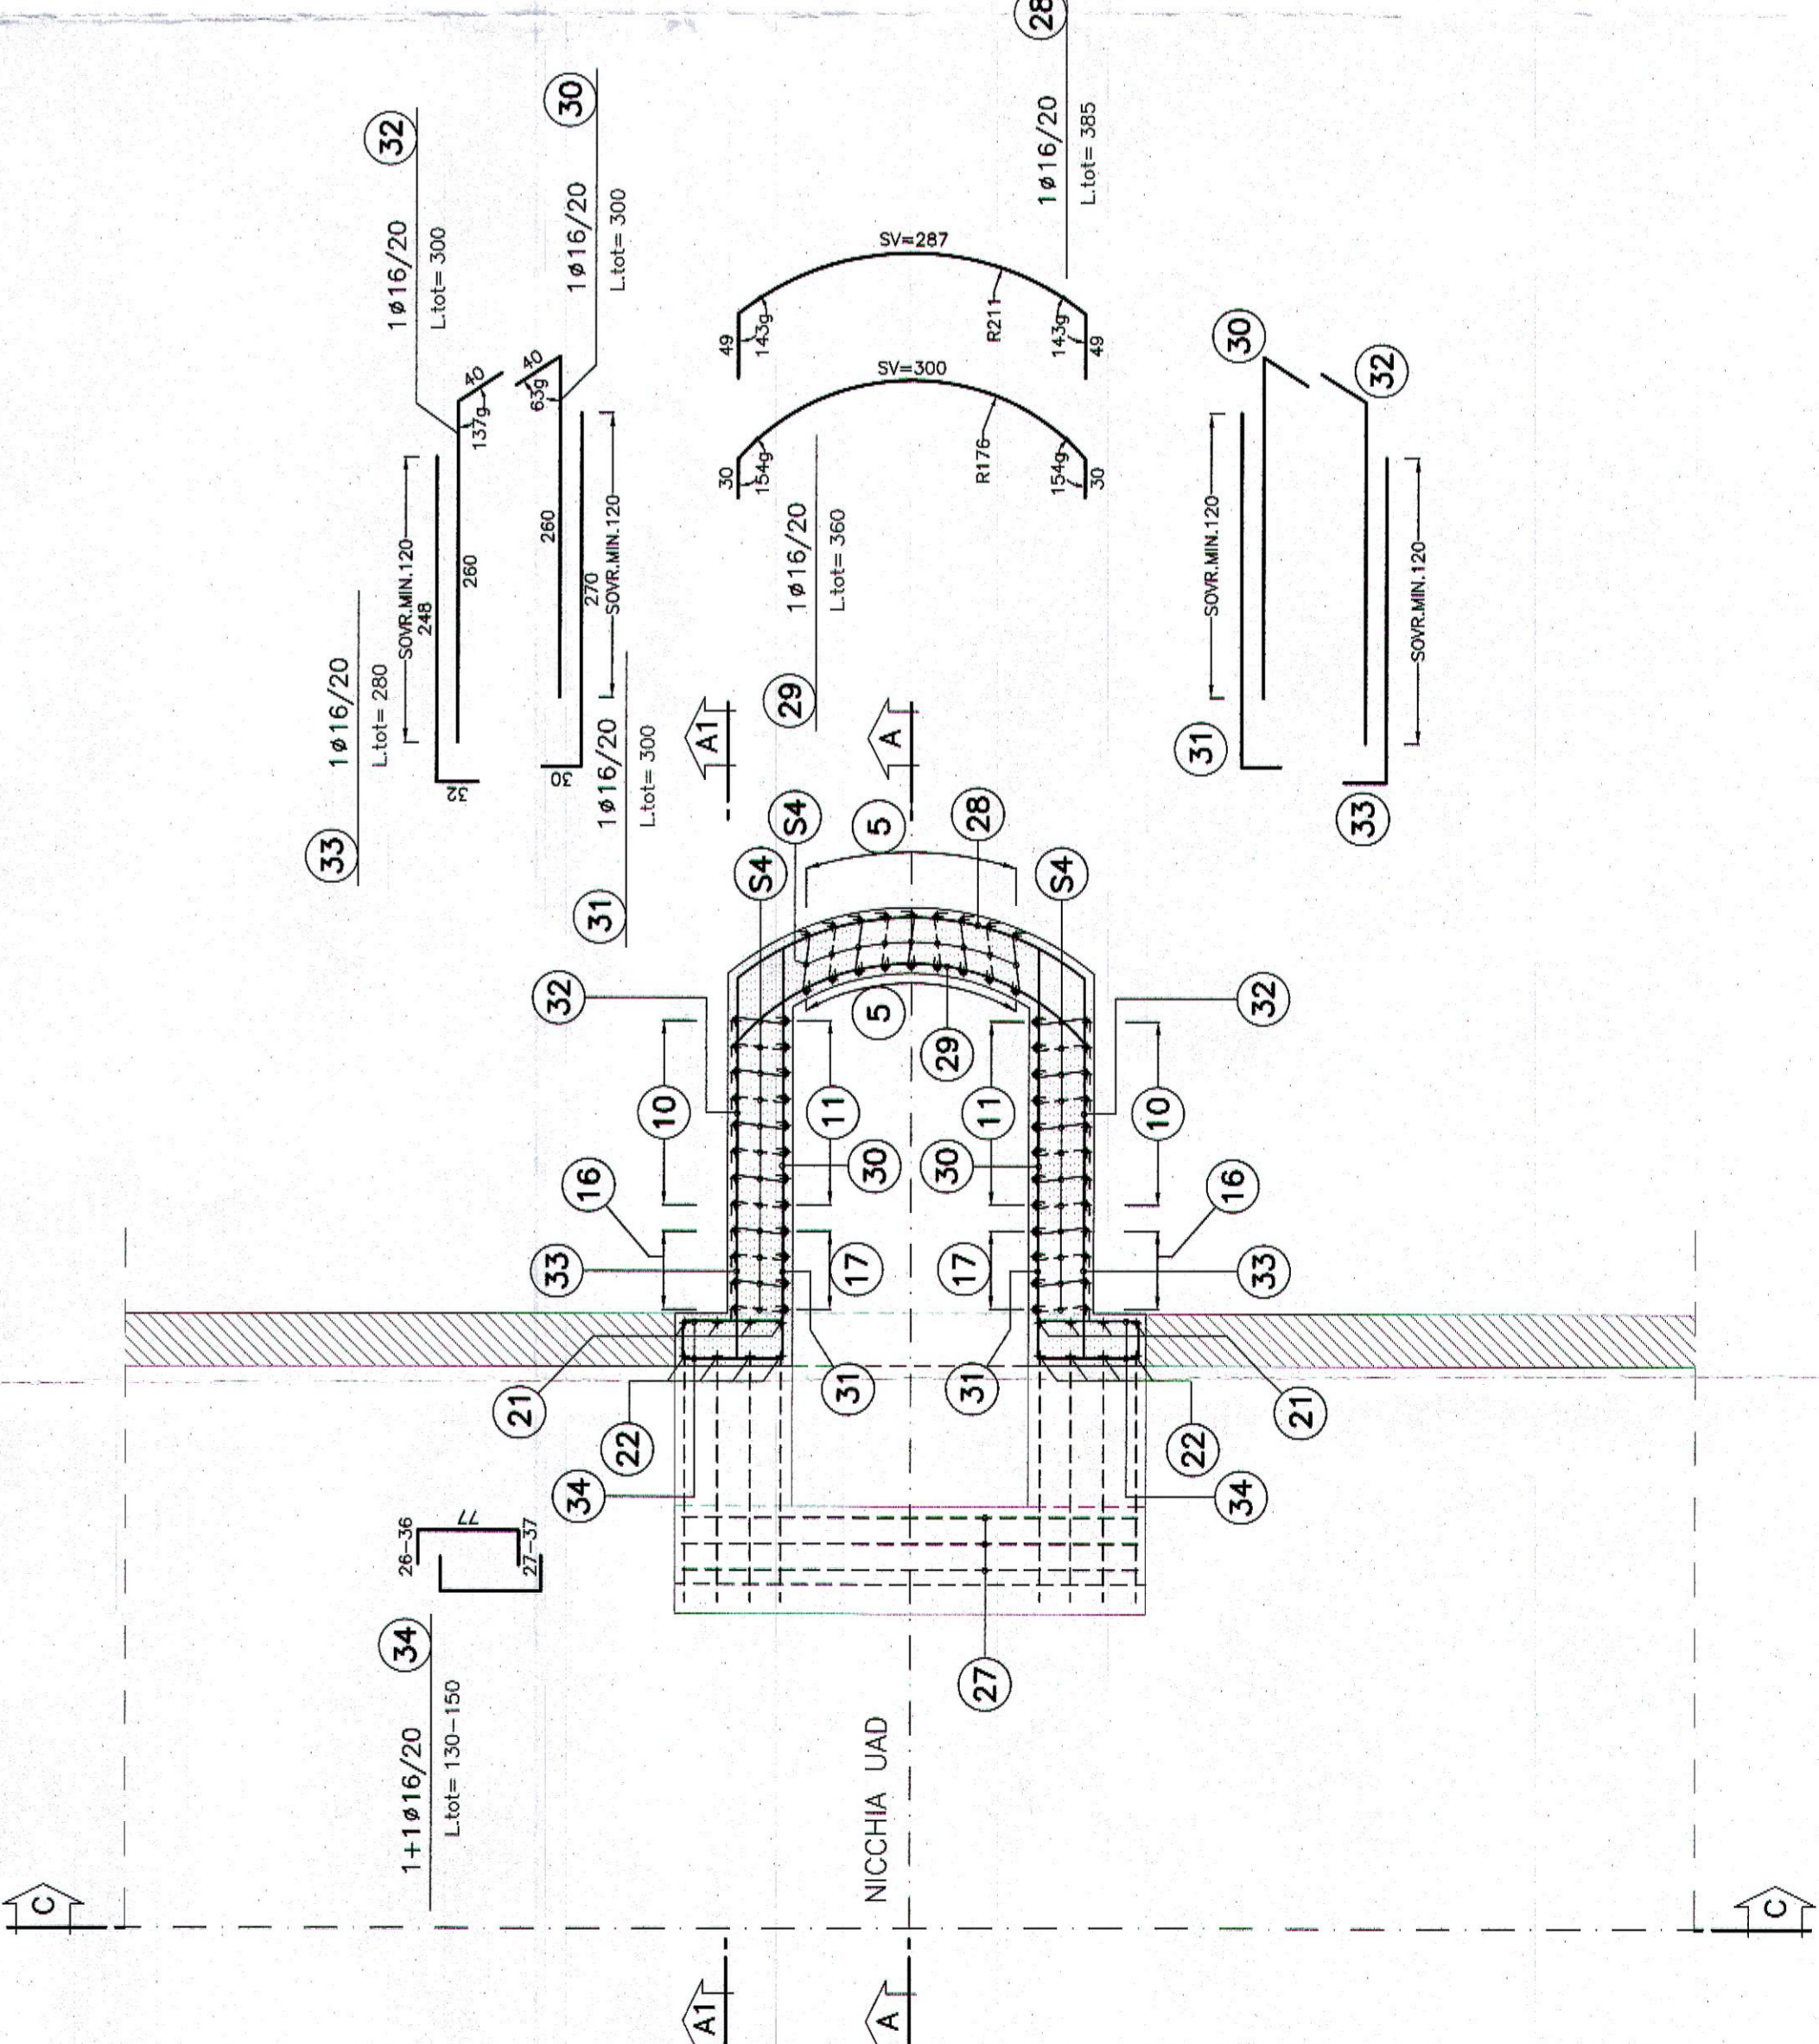 28
32
1ø16/20
L.tot= 300
30
1ø16/20
L.tot= 300
1ø16/20
L.tot= 385
33
1ø16/20
L.tot= 280
SOVR.MIN.120
248
260
32
137g
40
40
63g
260
270
SOVR.MIN.120
30
31
1ø16/20
L.tot= 300
SV=287
49
143g
R211
143g
49
SV=300
30
154g
R176
154g
30
29
1ø16/20
L.tot= 360
30
31
SOVR.MIN.120
32
33
SOVR.MIN.120
A1
A
S4
S4
5
28
S4
5
29
32
32
10
11
11
10
16
30
30
16
33
17
17
33
21
22
31
31
22
21
34
34
27
26-36
77
27-37
34
1+1ø16/20
L.tot= 130-150
NICCHIA UAD
C
C
A1
A